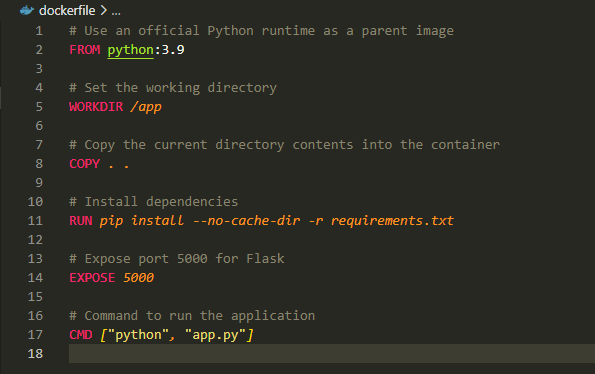 dockerfile > ...
1 # Use an official Python runtime as a parent image
2 FROM python:3.9
3
4 # Set the working directory
5 WORKDIR /app
6
7 # Copy the current directory contents into the container
8 COPY . .
9
10 # Install dependencies
11 RUN pip install --no-cache-dir -r requirements.txt
12
13 # Expose port 5000 for Flask
14 EXPOSE 5000
15
16 # Command to run the application
17 CMD ["python", "app.py"]
18